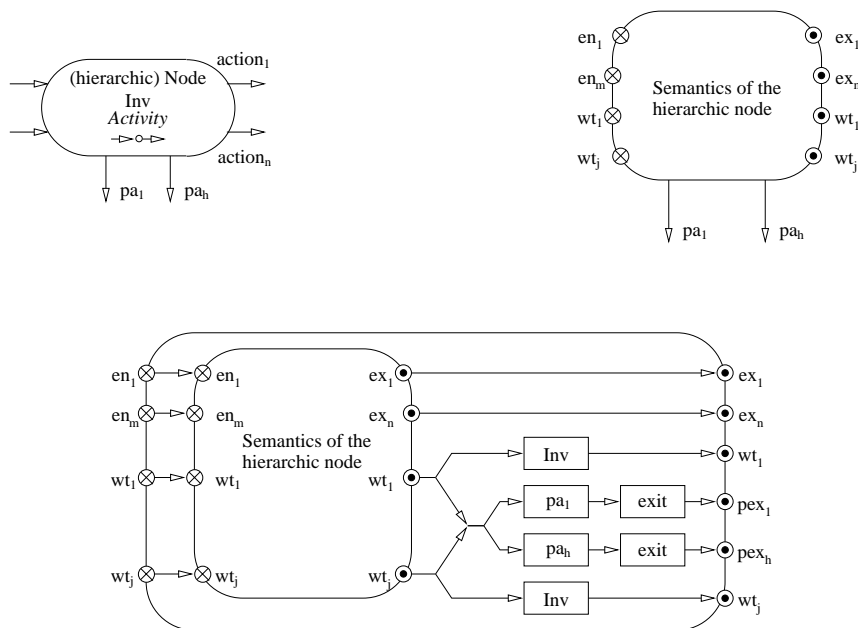 (hierarchic) Node
Inv
Activity
action₁
actionₙ
pa₁
paₕ
en₁
enₘ
wt₁
wtⱼ
Semantics of the
hierarchic node
ex₁
exₙ
wt₁
wtⱼ
pa₁
paₕ
en₁
enₘ
wt₁
wtⱼ
en₁
enₘ
wt₁
wtⱼ
Semantics of the
hierarchic node
ex₁
exₙ
wt₁
wtⱼ
Inv
pa₁
exit
paₕ
exit
Inv
ex₁
exₙ
wt₁
pex₁
pexₕ
wtⱼ